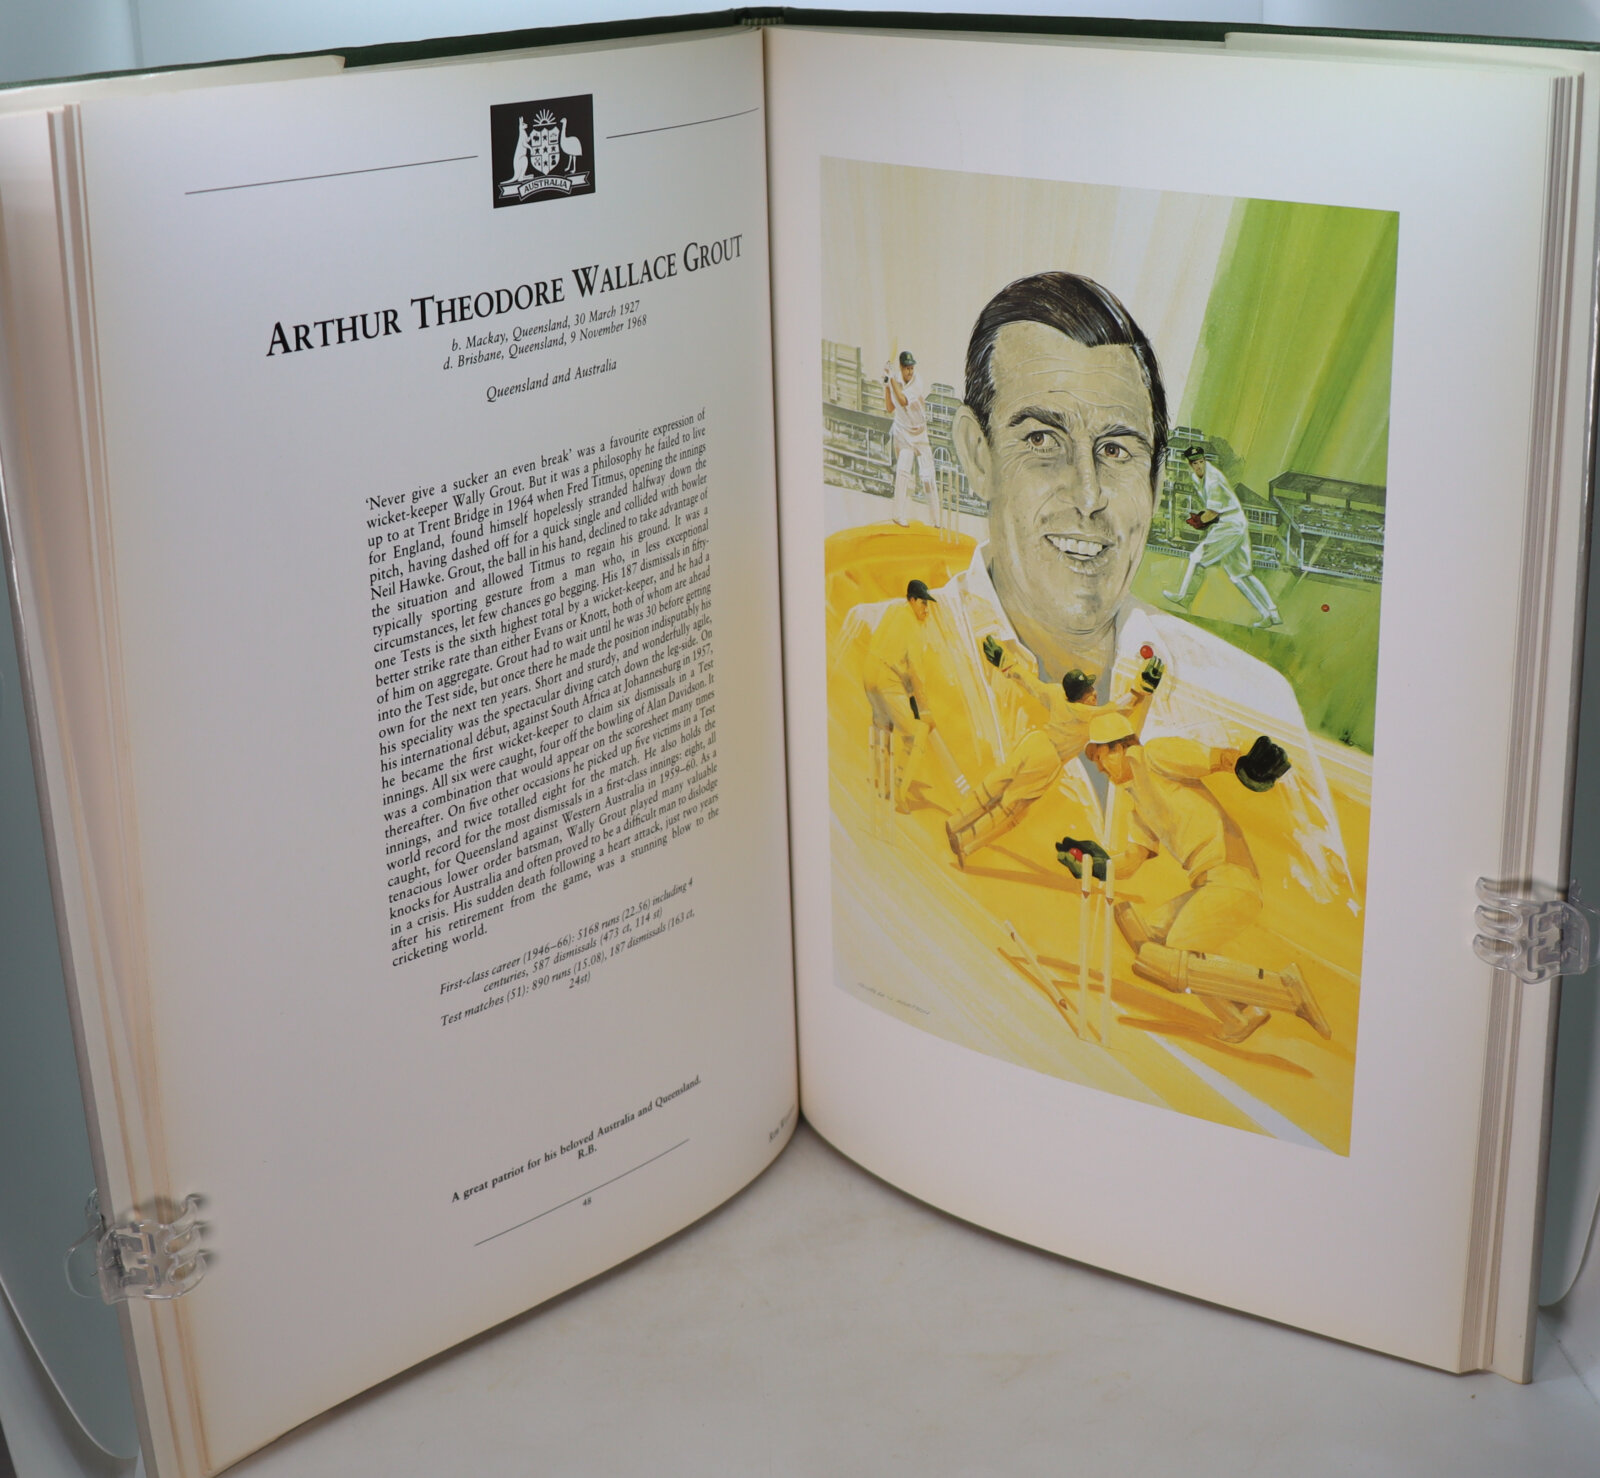 AUSTRALIA
ARTHUR THEODORE WALLACE GROUT
b. Mackay, Queensland, 30 March 1927
d. Brisbane, Queensland, 9 November 1968
Queensland and Australia
‘Never give a sucker an even break’ was a favourite expression of
wicket-keeper Wally Grout. But it was a philosophy he failed to live
up to at Trent Bridge in 1964 when Fred Titmus, opening the innings
for England, found himself hopelessly stranded halfway down the
pitch, having dashed off for a quick single and collided with bowler
Neil Hawke. Grout, the ball in his hand, declined to take advantage of
the situation and allowed Titmus to regain his ground. It was a
typically sporting gesture from a man who, in less exceptional
circumstances, let few chances go begging. His 187 dismissals in fifty-
one Tests is the sixth highest total by a wicket-keeper, and he had a
better strike rate than either Evans or Knott, both of whom are ahead
of him on aggregate. Grout had to wait until he was 30 before getting
into the Test side, but once there he made the position indisputably his
own for the next ten years. Short and sturdy, and wonderfully agile,
his speciality was the spectacular diving catch down the leg-side. On
his international début, against South Africa at Johannesburg in 1957,
he became the first wicket-keeper to claim six dismissals in a Test
innings. All six were caught, four off the bowling of Alan Davidson. It
was a combination that would appear on the scoresheet many times
thereafter. On five other occasions he picked up five victims in a Test
innings, and twice totalled eight for the match. He also holds the
world record for the most dismissals in a first-class innings: eight, all
caught, for Queensland against Western Australia in 1959–60. As a
tenacious lower order batsman, Wally Grout played many valuable
knocks for Australia and often proved to be a difficult man to dislodge
in a crisis. His sudden death following a heart attack, just two years
after his retirement from the game, was a stunning blow to the
cricketing world.
First-class career (1946–66): 5168 runs (22.56) including 4
centuries, 587 dismissals (473 ct, 114 st)
Test matches (51): 890 runs (15.08), 187 dismissals (163 ct,
24st)
A great patriot for his beloved Australia and Queensland.
R.B.
48